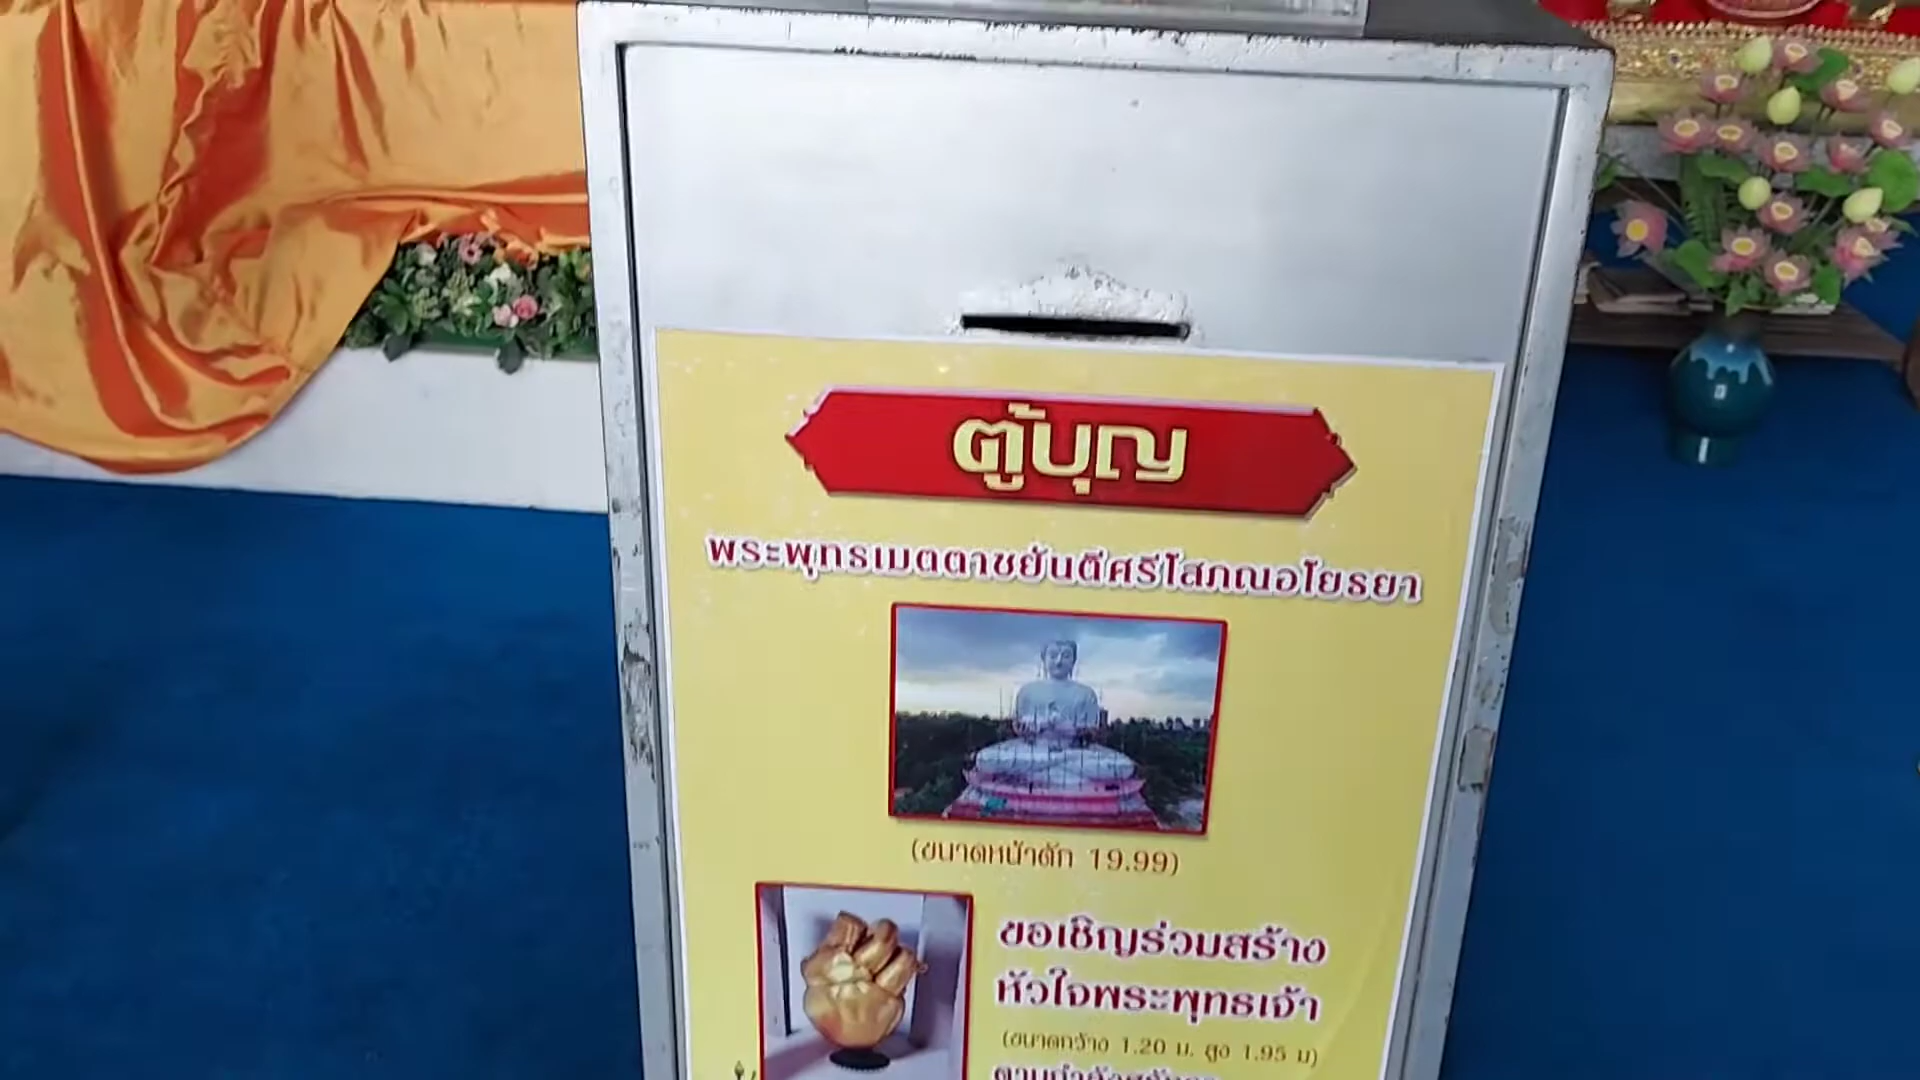 ตู้บุญ
พระพุทธเมตตาชยันตีศรีโสภณอโยธยา
(ขนาดหน้าตัก 19.99)
ขอเชิญร่วมสร้าง
หัวใจพระพุทธเจ้า
(ขนาดกว้าง 1.20 ม. สูง 1.95 ม)